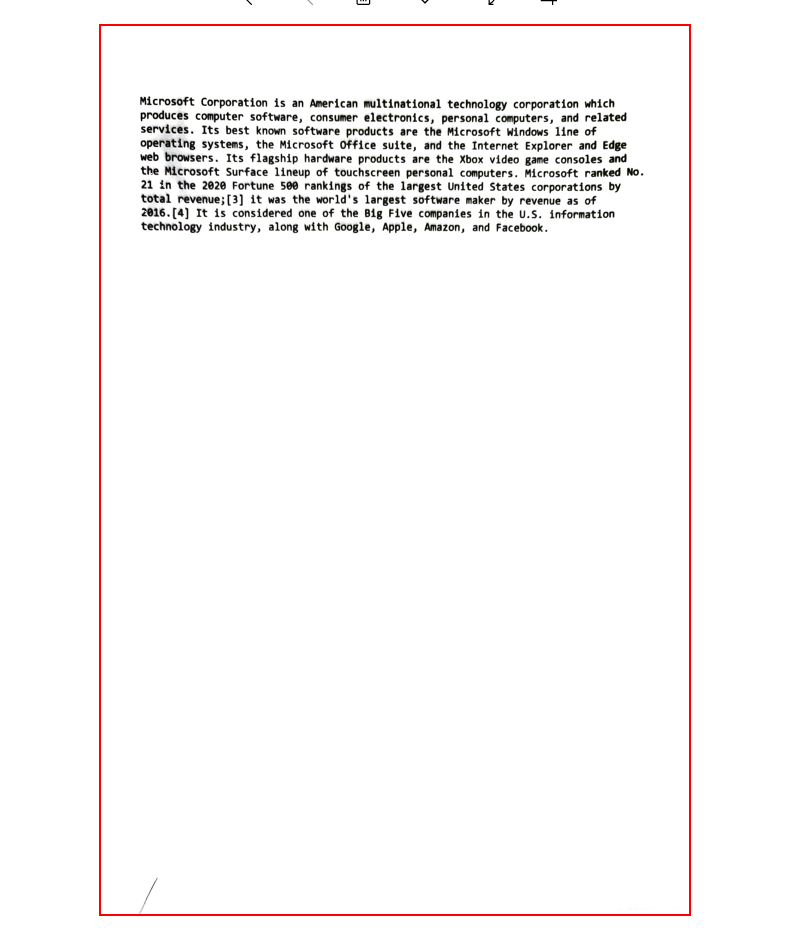 Microsoft Corporation is an American multinational technology corporation which
produces computer software, consumer electronics, personal computers, and related
services. Its best known software products are the Microsoft Windows line of
operating systems, the Microsoft Office suite, and the Internet Explorer and Edge
web browsers. Its flagship hardware products are the Xbox video game consoles and
the Microsoft Surface lineup of touchscreen personal computers. Microsoft ranked No.
21 in the 2020 Fortune 500 rankings of the largest United States corporations by
total revenue;[3] it was the world's largest software maker by revenue as of
2016.[4] It is considered one of the Big Five companies in the U.S. information
technology industry, along with Google, Apple, Amazon, and Facebook.